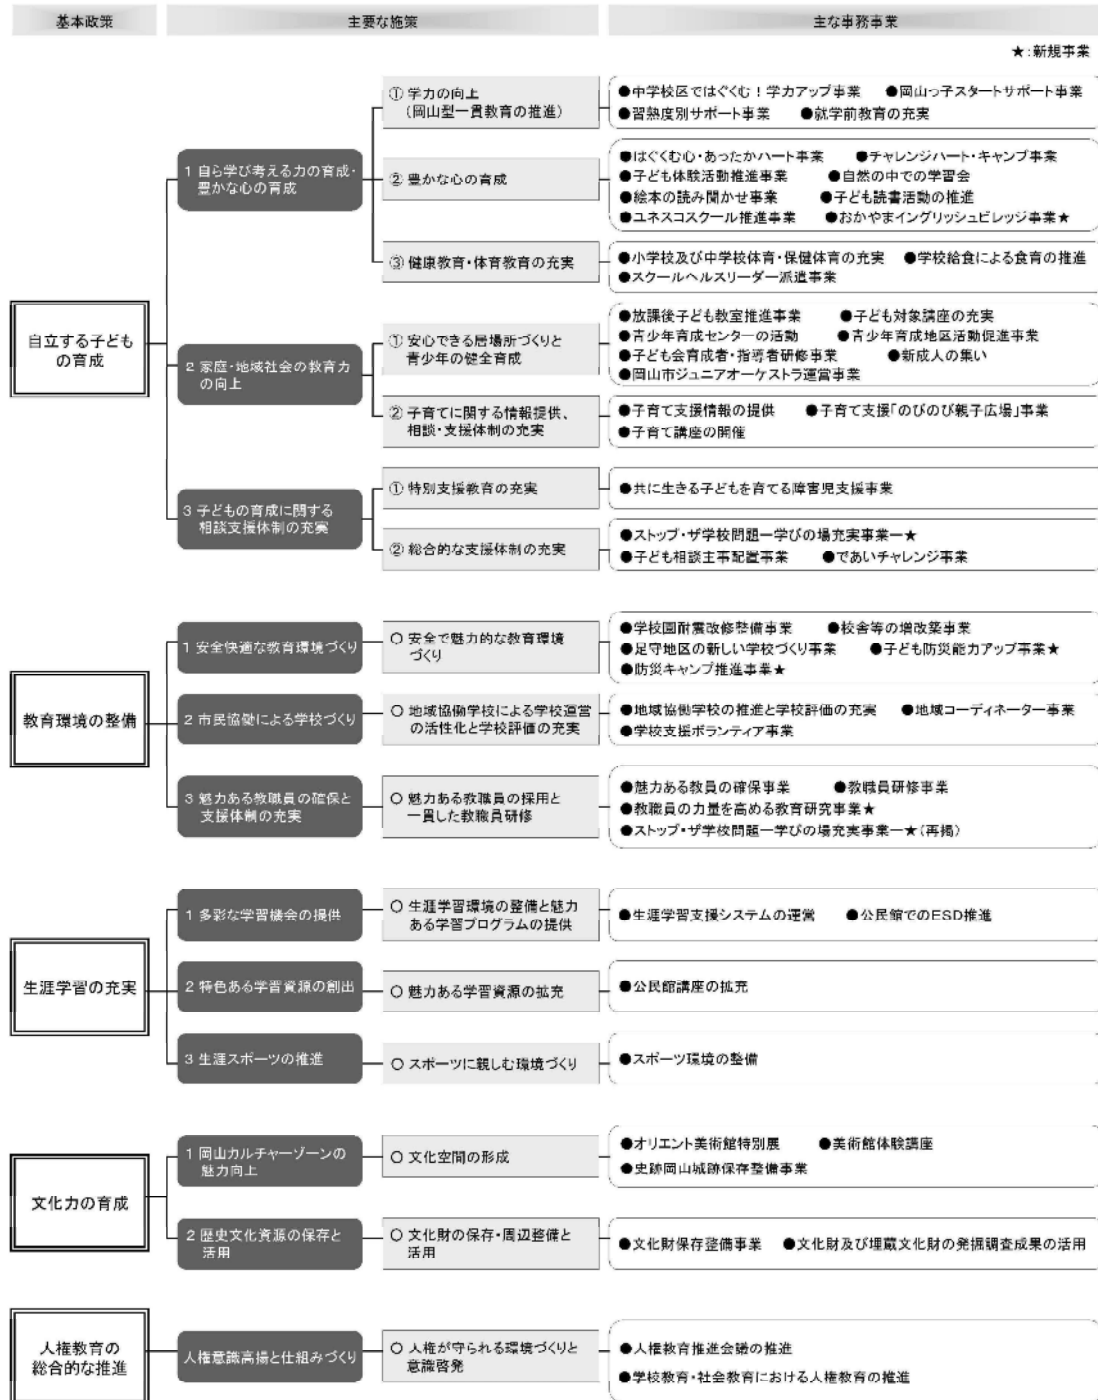 基本政策 主要な施策 主な事務事業
★:新規事業
自立する子ども
の育成
1 自ら学び考える力の育成・
豊かな心の育成
① 学力の向上
(岡山型一貫教育の推進)
●中学校区ではぐくむ！学力アップ事業 ●岡山っ子スタートサポート事業
●習熟度別サポート事業 ●就学前教育の充実
② 豊かな心の育成
●はぐくむ心・あったかハート事業 ●チャレンジハート・キャンプ事業
●子ども体験活動推進事業 ●自然の中での学習会
●絵本の読み聞かせ事業 ●子ども読書活動の推進
●ユネスコスクール推進事業 ●おかやまイングリッシュビレッジ事業★
③ 健康教育・体育教育の充実
●小学校及び中学校体育・保健体育の充実 ●学校給食による食育の推進
●スクールヘルスリーダー派遣事業
2 家庭・地域社会の教育力
の向上
① 安心できる居場所づくりと
青少年の健全育成
●放課後子ども教室推進事業 ●子ども対象講座の充実
●青少年育成センターの活動 ●青少年育成地区活動促進事業
●子ども会育成者・指導者研修事業 ●新成人の集い
●岡山市ジュニアオーケストラ運営事業
② 子育てに関する情報提供、
相談・支援体制の充実
●子育て支援情報の提供 ●子育て支援「のびのび親子広場」事業
●子育て講座の開催
3 子どもの育成に関する
相談支援体制の充実
① 特別支援教育の充実
●共に生きる子どもを育てる障害児支援事業
② 総合的な支援体制の充実
●ストップ・ザ学校問題ー学びの場充実事業ー★
●子ども相談主事配置事業 ●であいチャレンジ事業
教育環境の整備
1 安全快適な教育環境づくり
○ 安全で魅力的な教育環境
づくり
●学校園耐震改修整備事業 ●校舎等の増改築事業
●足守地区の新しい学校づくり事業 ●子ども防災能力アップ事業★
●防災キャンプ推進事業★
2 市民協働による学校づくり
○ 地域協働学校による学校運営
の活性化と学校評価の充実
●地域協働学校の推進と学校評価の充実 ●地域コーディネーター事業
●学校支援ボランティア事業
3 魅力ある教職員の確保と
支援体制の充実
○ 魅力ある教職員の採用と
一貫した教職員研修
●魅力ある教員の確保事業 ●教職員研修事業
●教職員の力量を高める教育研究事業★
●ストップ・ザ学校問題ー学びの場充実事業ー★(再掲)
生涯学習の充実
1 多彩な学習機会の提供
○ 生涯学習環境の整備と魅力
ある学習プログラムの提供
●生涯学習支援システムの運営 ●公民館でのESD推進
2 特色ある学習資源の創出
○ 魅力ある学習資源の拡充
●公民館講座の拡充
3 生涯スポーツの推進
○ スポーツに親しむ環境づくり
●スポーツ環境の整備
文化力の育成
1 岡山カルチャーゾーンの
魅力向上
○ 文化空間の形成
●オリエント美術館特別展 ●美術館体験講座
●史跡岡山城跡保存整備事業
2 歴史文化資源の保存と
活用
○ 文化財の保存・周辺整備と
活用
●文化財保存整備事業 ●文化財及び埋蔵文化財の発掘調査成果の活用
人権教育の
総合的な推進
人権意識高揚と仕組みづくり
○ 人権が守られる環境づくりと
意識啓発
●人権教育推進会議の推進
●学校教育・社会教育における人権教育の推進